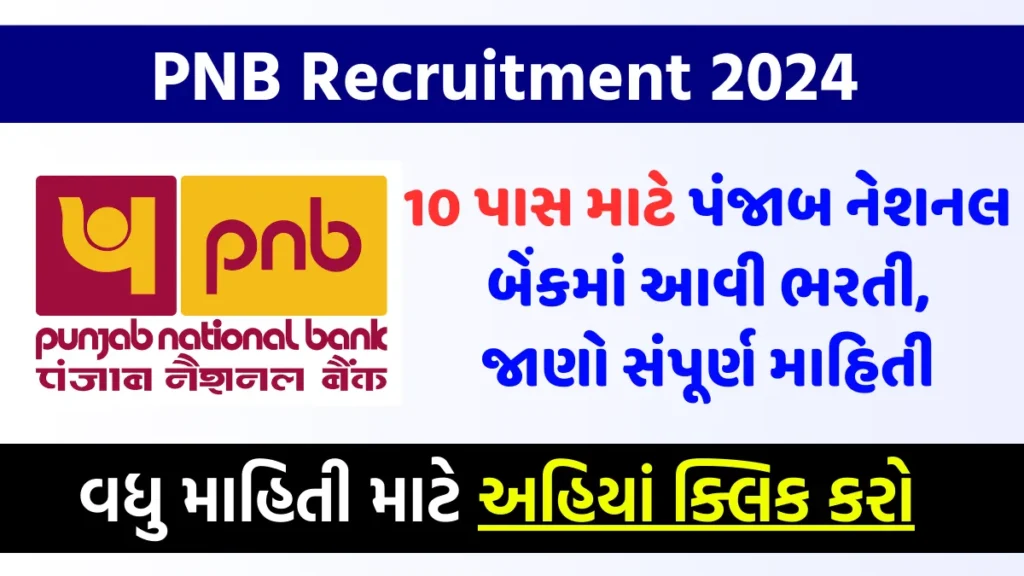 PNB Recruitment 2024
प pnb
punjab national bank
पंजाब नैशनल बैंक
10 પાસ માટે પંજાબ નેશનલ
બેંકમાં આવી ભરતી,
જાણો સંપૂર્ણ માહિતી
વધુ માહિતી માટે અહિયાં ક્લિક કરો